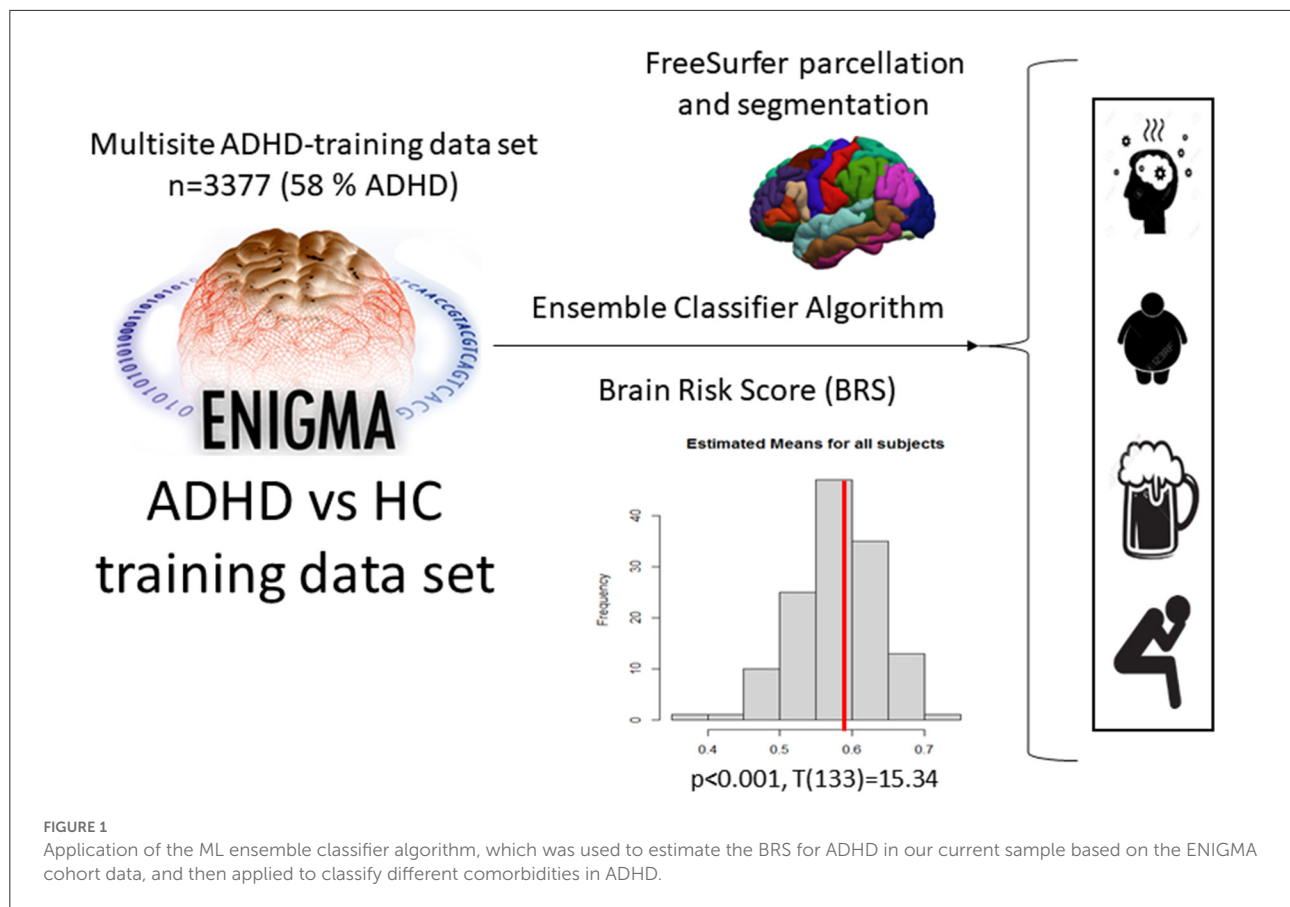 Multisite ADHD-training data set
n=3377 (58 % ADHD)
ENIGMA
ADHD vs HC
training data set
FreeSurfer parcellation
and segmentation
Ensemble Classifier Algorithm
Brain Risk Score (BRS)
Estimated Means for all subjects
Frequency
40
30
20
10
0
0.4 0.5 0.6 0.7
p<0.001, T(133)=15.34
123RF
FIGURE 1
Application of the ML ensemble classifier algorithm, which was used to estimate the BRS for ADHD in our current sample based on the ENIGMA
cohort data, and then applied to classify different comorbidities in ADHD.